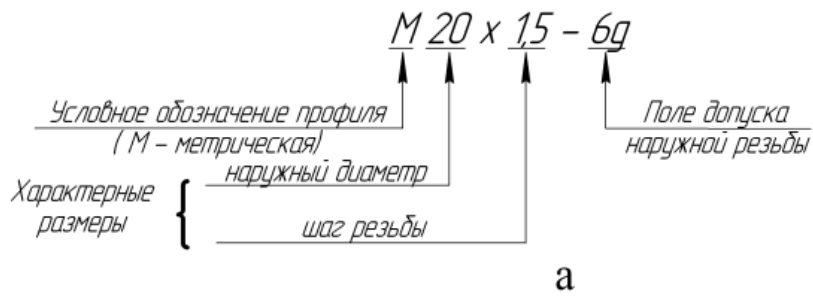 М 20 х 1,5 – 6g
Условное обозначение профиля
( М – метрическая)
Поле допуска
наружной резьбы
наружный диаметр
Характерные
размеры
шаг резьбы
а